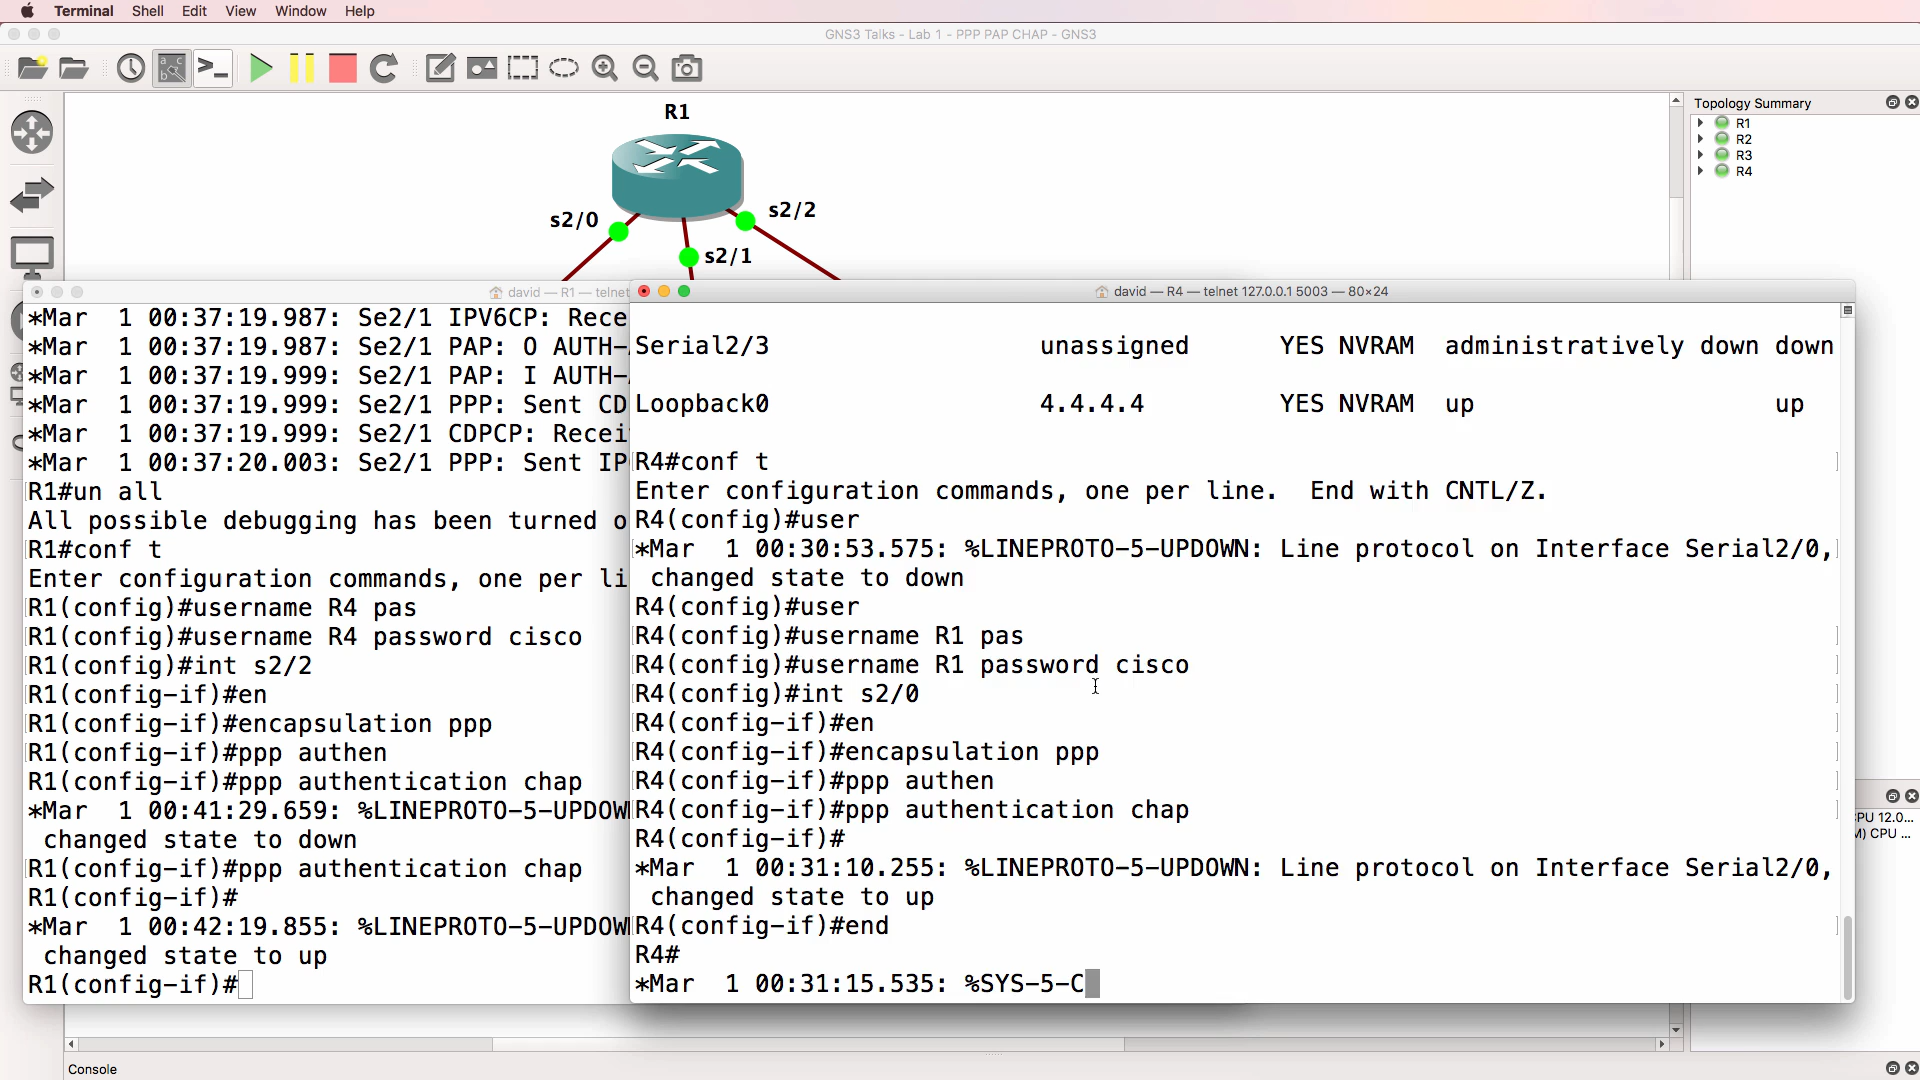 Terminal Shell Edit View Window Help
GNS3 Talks - Lab 1 - PPP PAP CHAP - GNS3
R1
s2/0
s2/2
s2/1
Topology Summary
R1
R2
R3
R4
david — R1 — telnet
*Mar  1 00:37:19.987: Se2/1 IPV6CP: Rece
*Mar  1 00:37:19.987: Se2/1 PAP: O AUTH-
*Mar  1 00:37:19.999: Se2/1 PAP: I AUTH-
*Mar  1 00:37:19.999: Se2/1 PPP: Sent CD
*Mar  1 00:37:19.999: Se2/1 CDPCP: Recei
*Mar  1 00:37:20.003: Se2/1 PPP: Sent IP
R1#un all
All possible debugging has been turned o
R1#conf t
Enter configuration commands, one per li
R1(config)#username R4 pas
R1(config)#username R4 password cisco
R1(config)#int s2/2
R1(config-if)#en
R1(config-if)#encapsulation ppp
R1(config-if)#ppp authen
R1(config-if)#ppp authentication chap
*Mar  1 00:41:29.659: %LINEPROTO-5-UPDOW
changed state to down
R1(config-if)#ppp authentication chap
R1(config-if)#
*Mar  1 00:42:19.855: %LINEPROTO-5-UPDOW
changed state to up
R1(config-if)#
david — R4 — telnet 127.0.0.1 5003 — 80×24
Serial2/3 unassigned YES NVRAM administratively down down
Loopback0 4.4.4.4 YES NVRAM up up
R4#conf t
Enter configuration commands, one per line.  End with CNTL/Z.
R4(config)#user
*Mar  1 00:30:53.575: %LINEPROTO-5-UPDOWN: Line protocol on Interface Serial2/0,
changed state to down
R4(config)#user
R4(config)#username R1 pas
R4(config)#username R1 password cisco
R4(config)#int s2/0
R4(config-if)#en
R4(config-if)#encapsulation ppp
R4(config-if)#ppp authen
R4(config-if)#ppp authentication chap
R4(config-if)#
*Mar  1 00:31:10.255: %LINEPROTO-5-UPDOWN: Line protocol on Interface Serial2/0,
changed state to up
R4(config-if)#end
R4#
*Mar  1 00:31:15.535: %SYS-5-C
CPU 12.0...
M) CPU ...
Console